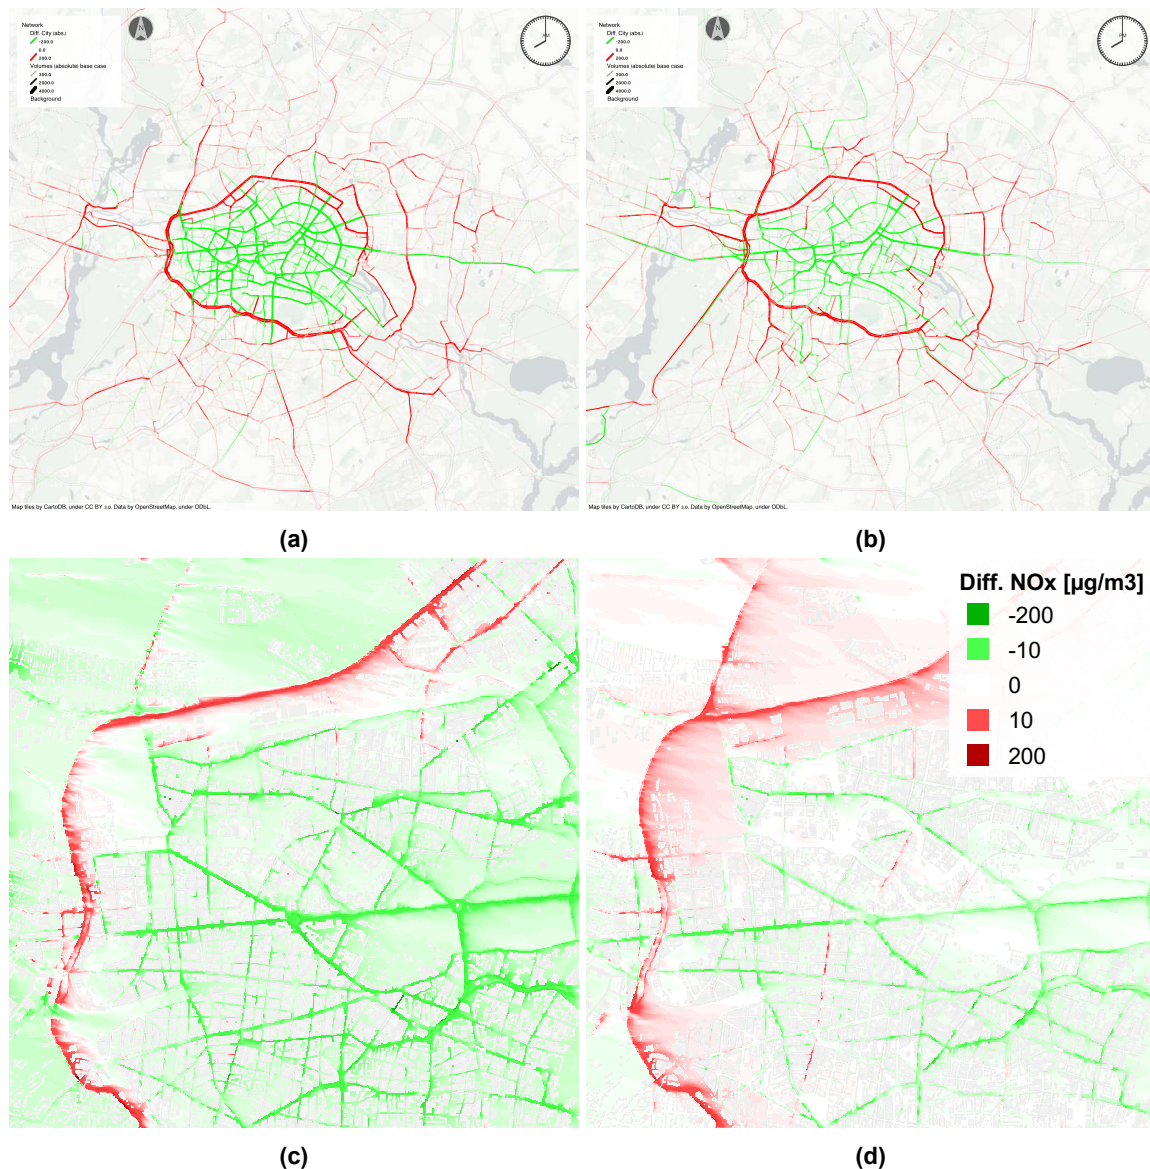 Network
Diff. City (abs.)
-200.0
0.0
200.0
Volumes (absolute) base case
300.0
2000.0
4000.0
Background
N
AM
Map tiles by CartoDB, under CC BY 3.0. Data by OpenStreetMap, under ODbL.
(a)
Network
Diff. City (abs.)
-200.0
0.0
200.0
Volumes (absolute) base case
300.0
2000.0
4000.0
Background
N
PM
Map tiles by CartoDB, under CC BY 3.0. Data by OpenStreetMap, under ODbL.
(b)
(c)
Diff. NOx [µg/m3]
-200
-10
0
10
200
(d)